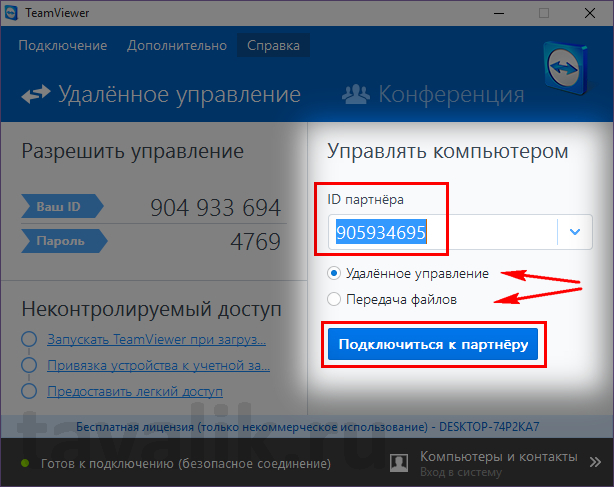 TeamViewer
Подключение Дополнительно Справка
Удалённое управление Конференция
Разрешить управление
Ваш ID 904 933 694
Пароль 4769
Неконтролируемый доступ
Запускать TeamViewer при загруз...
Привязка устройства к учетной за...
Предоставить легкий доступ
Управлять компьютером
ID партнёра
905934695
Удалённое управление
Передача файлов
Подключиться к партнёру
Бесплатная лицензия (только некоммерческое использование) - DESKTOP-74P2KA7
tavalik.ru
Готов к подключению (безопасное соединение)
Компьютеры и контакты
Вход в систему